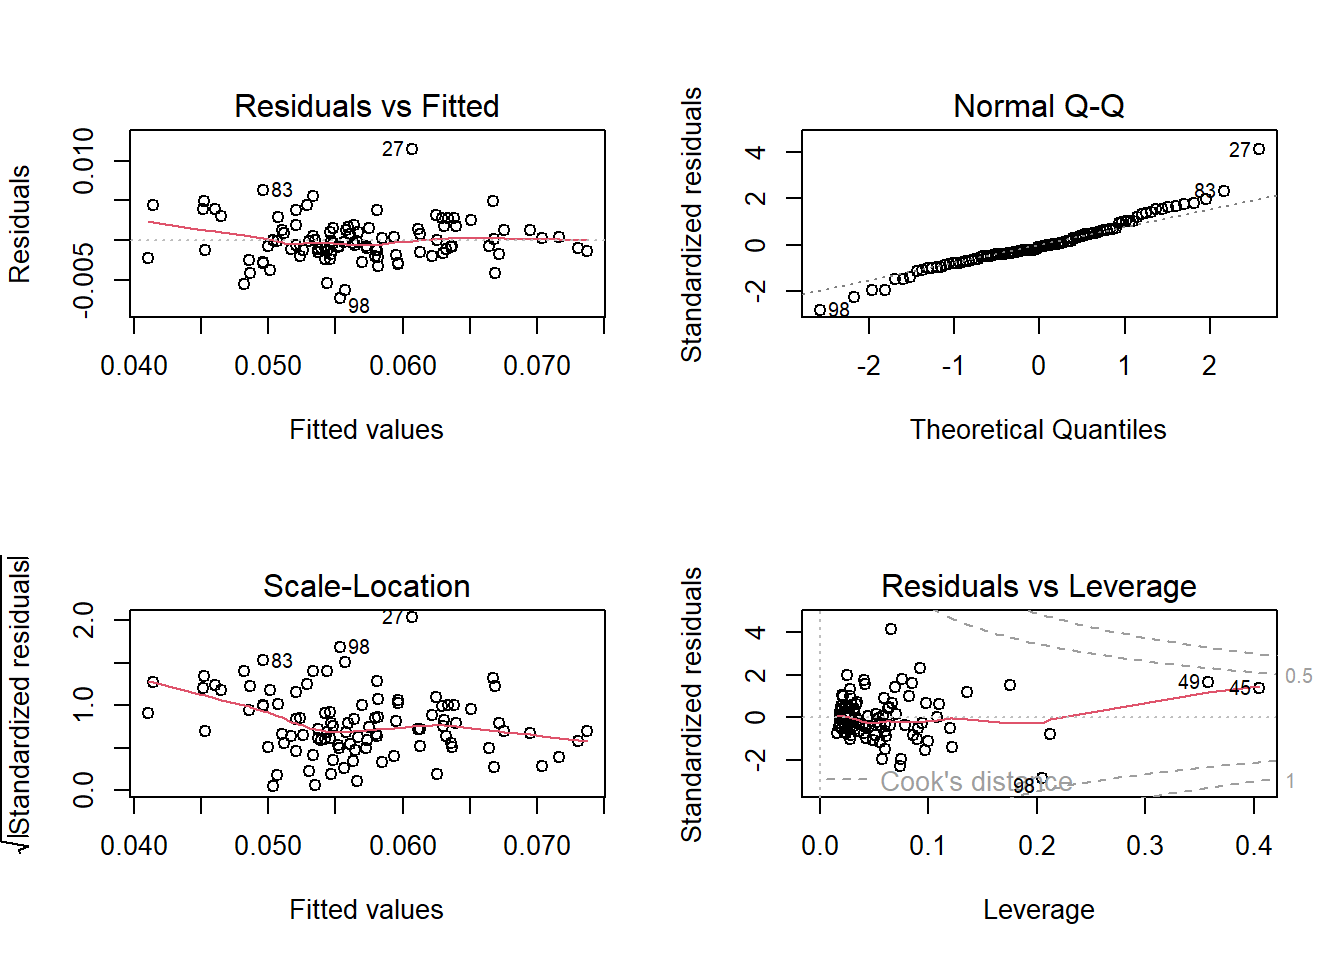 Residuals vs Fitted
Residuals
0.010
-0.005
27
83
98
0.040 0.050 0.060 0.070
Fitted values
Normal Q-Q
Standardized residuals
4
2
0
-2
27
83
98
-2 -1 0 1 2
Theoretical Quantiles
Scale-Location
√|Standardized residuals|
2.0
1.0
0.0
27
98
83
0.040 0.050 0.060 0.070
Fitted values
Residuals vs Leverage
Standardized residuals
4
2
0
-2
49
45
0.5
Cook's distance
98
1
0.0 0.1 0.2 0.3 0.4
Leverage